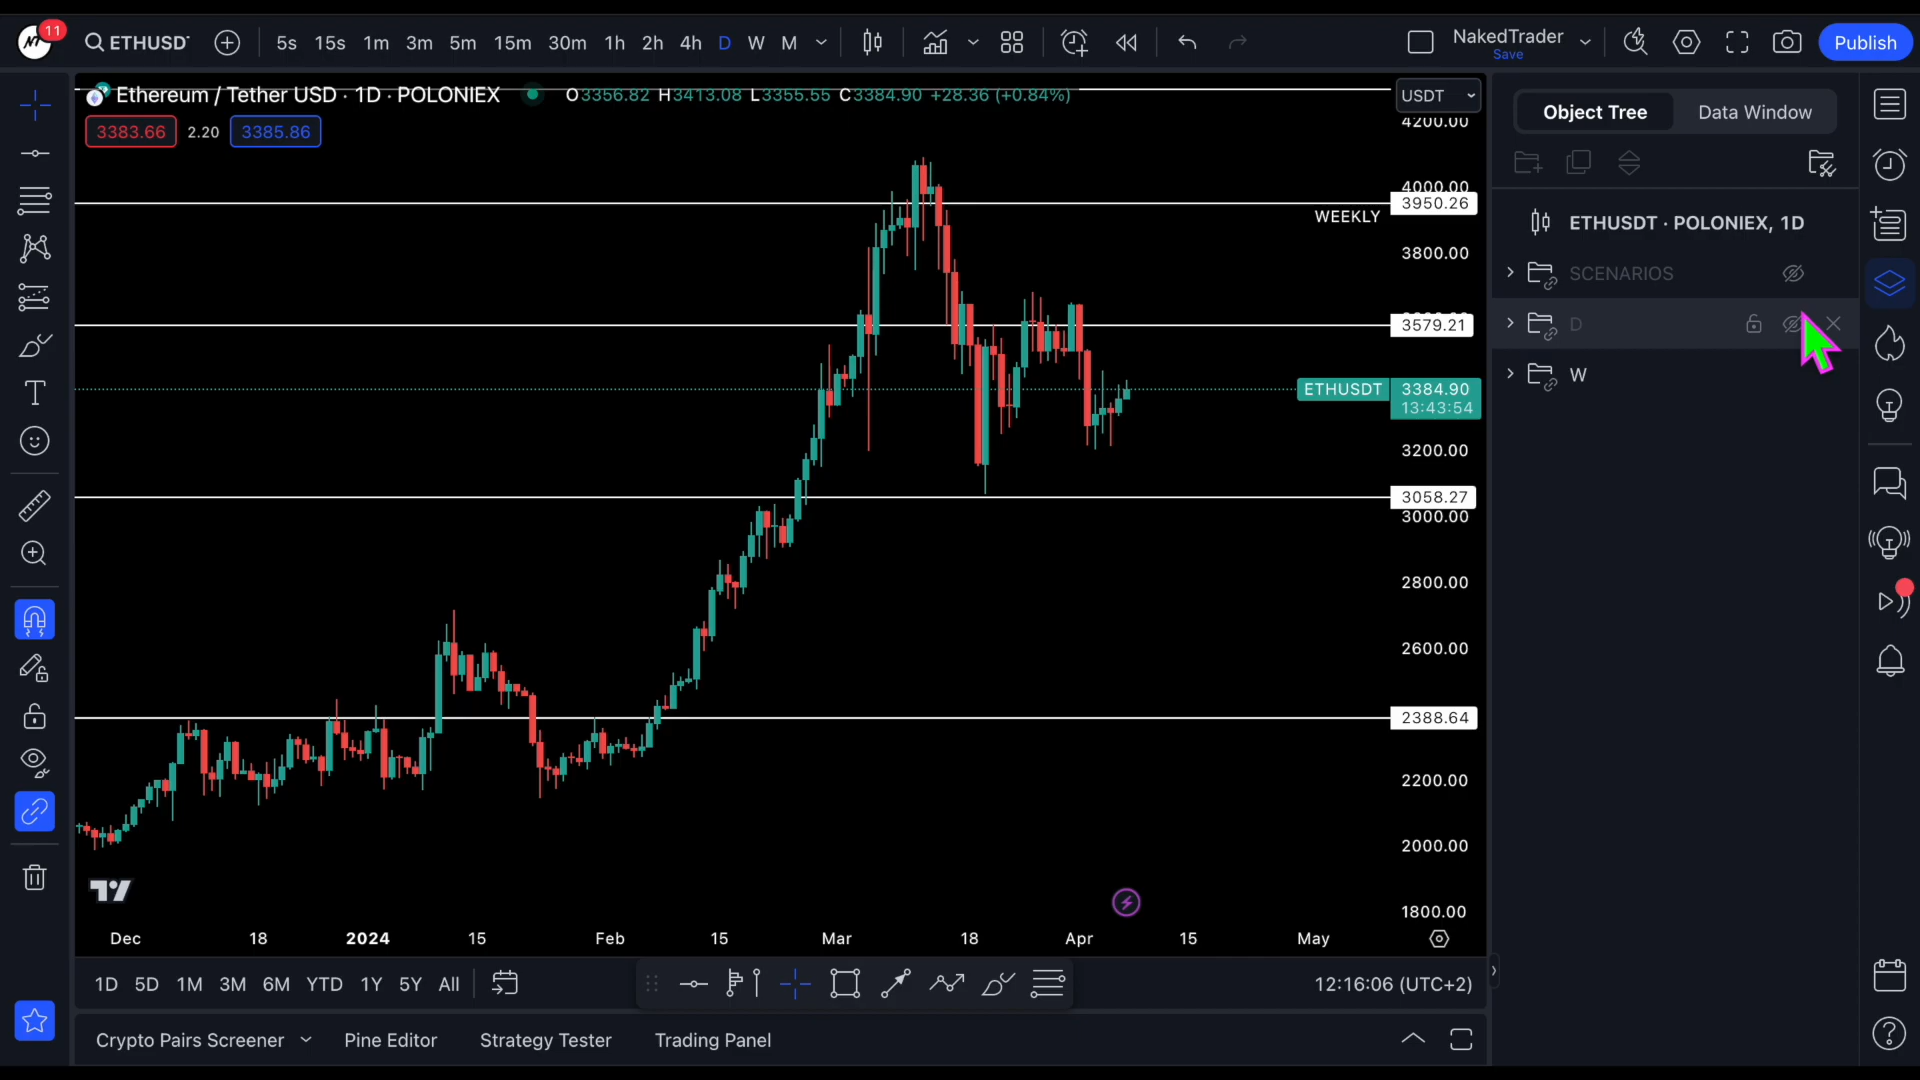 11
ETHUSDT
5s 15s 1m 3m 5m 15m 30m 1h 2h 4h D W M
NakedTrader
Save
Publish
Ethereum / Tether USD · 1D · POLONIEX
O3356.82 H3413.08 L3355.55 C3384.90 +28.36 (+0.84%)
USDT
3383.66 2.20 3385.86
4200.00
4000.00
3950.26
WEEKLY
3800.00
3579.21
ETHUSDT 3384.90
13:43:54
3200.00
3058.27
3000.00
2800.00
2600.00
2388.64
2200.00
2000.00
1800.00
Dec 18 2024 15 Feb 15 Mar 18 Apr 15 May
1D 5D 1M 3M 6M YTD 1Y 5Y All
12:16:06 (UTC+2)
Crypto Pairs Screener Pine Editor Strategy Tester Trading Panel
Object Tree Data Window
ETHUSDT · POLONIEX, 1D
SCENARIOS
D
W